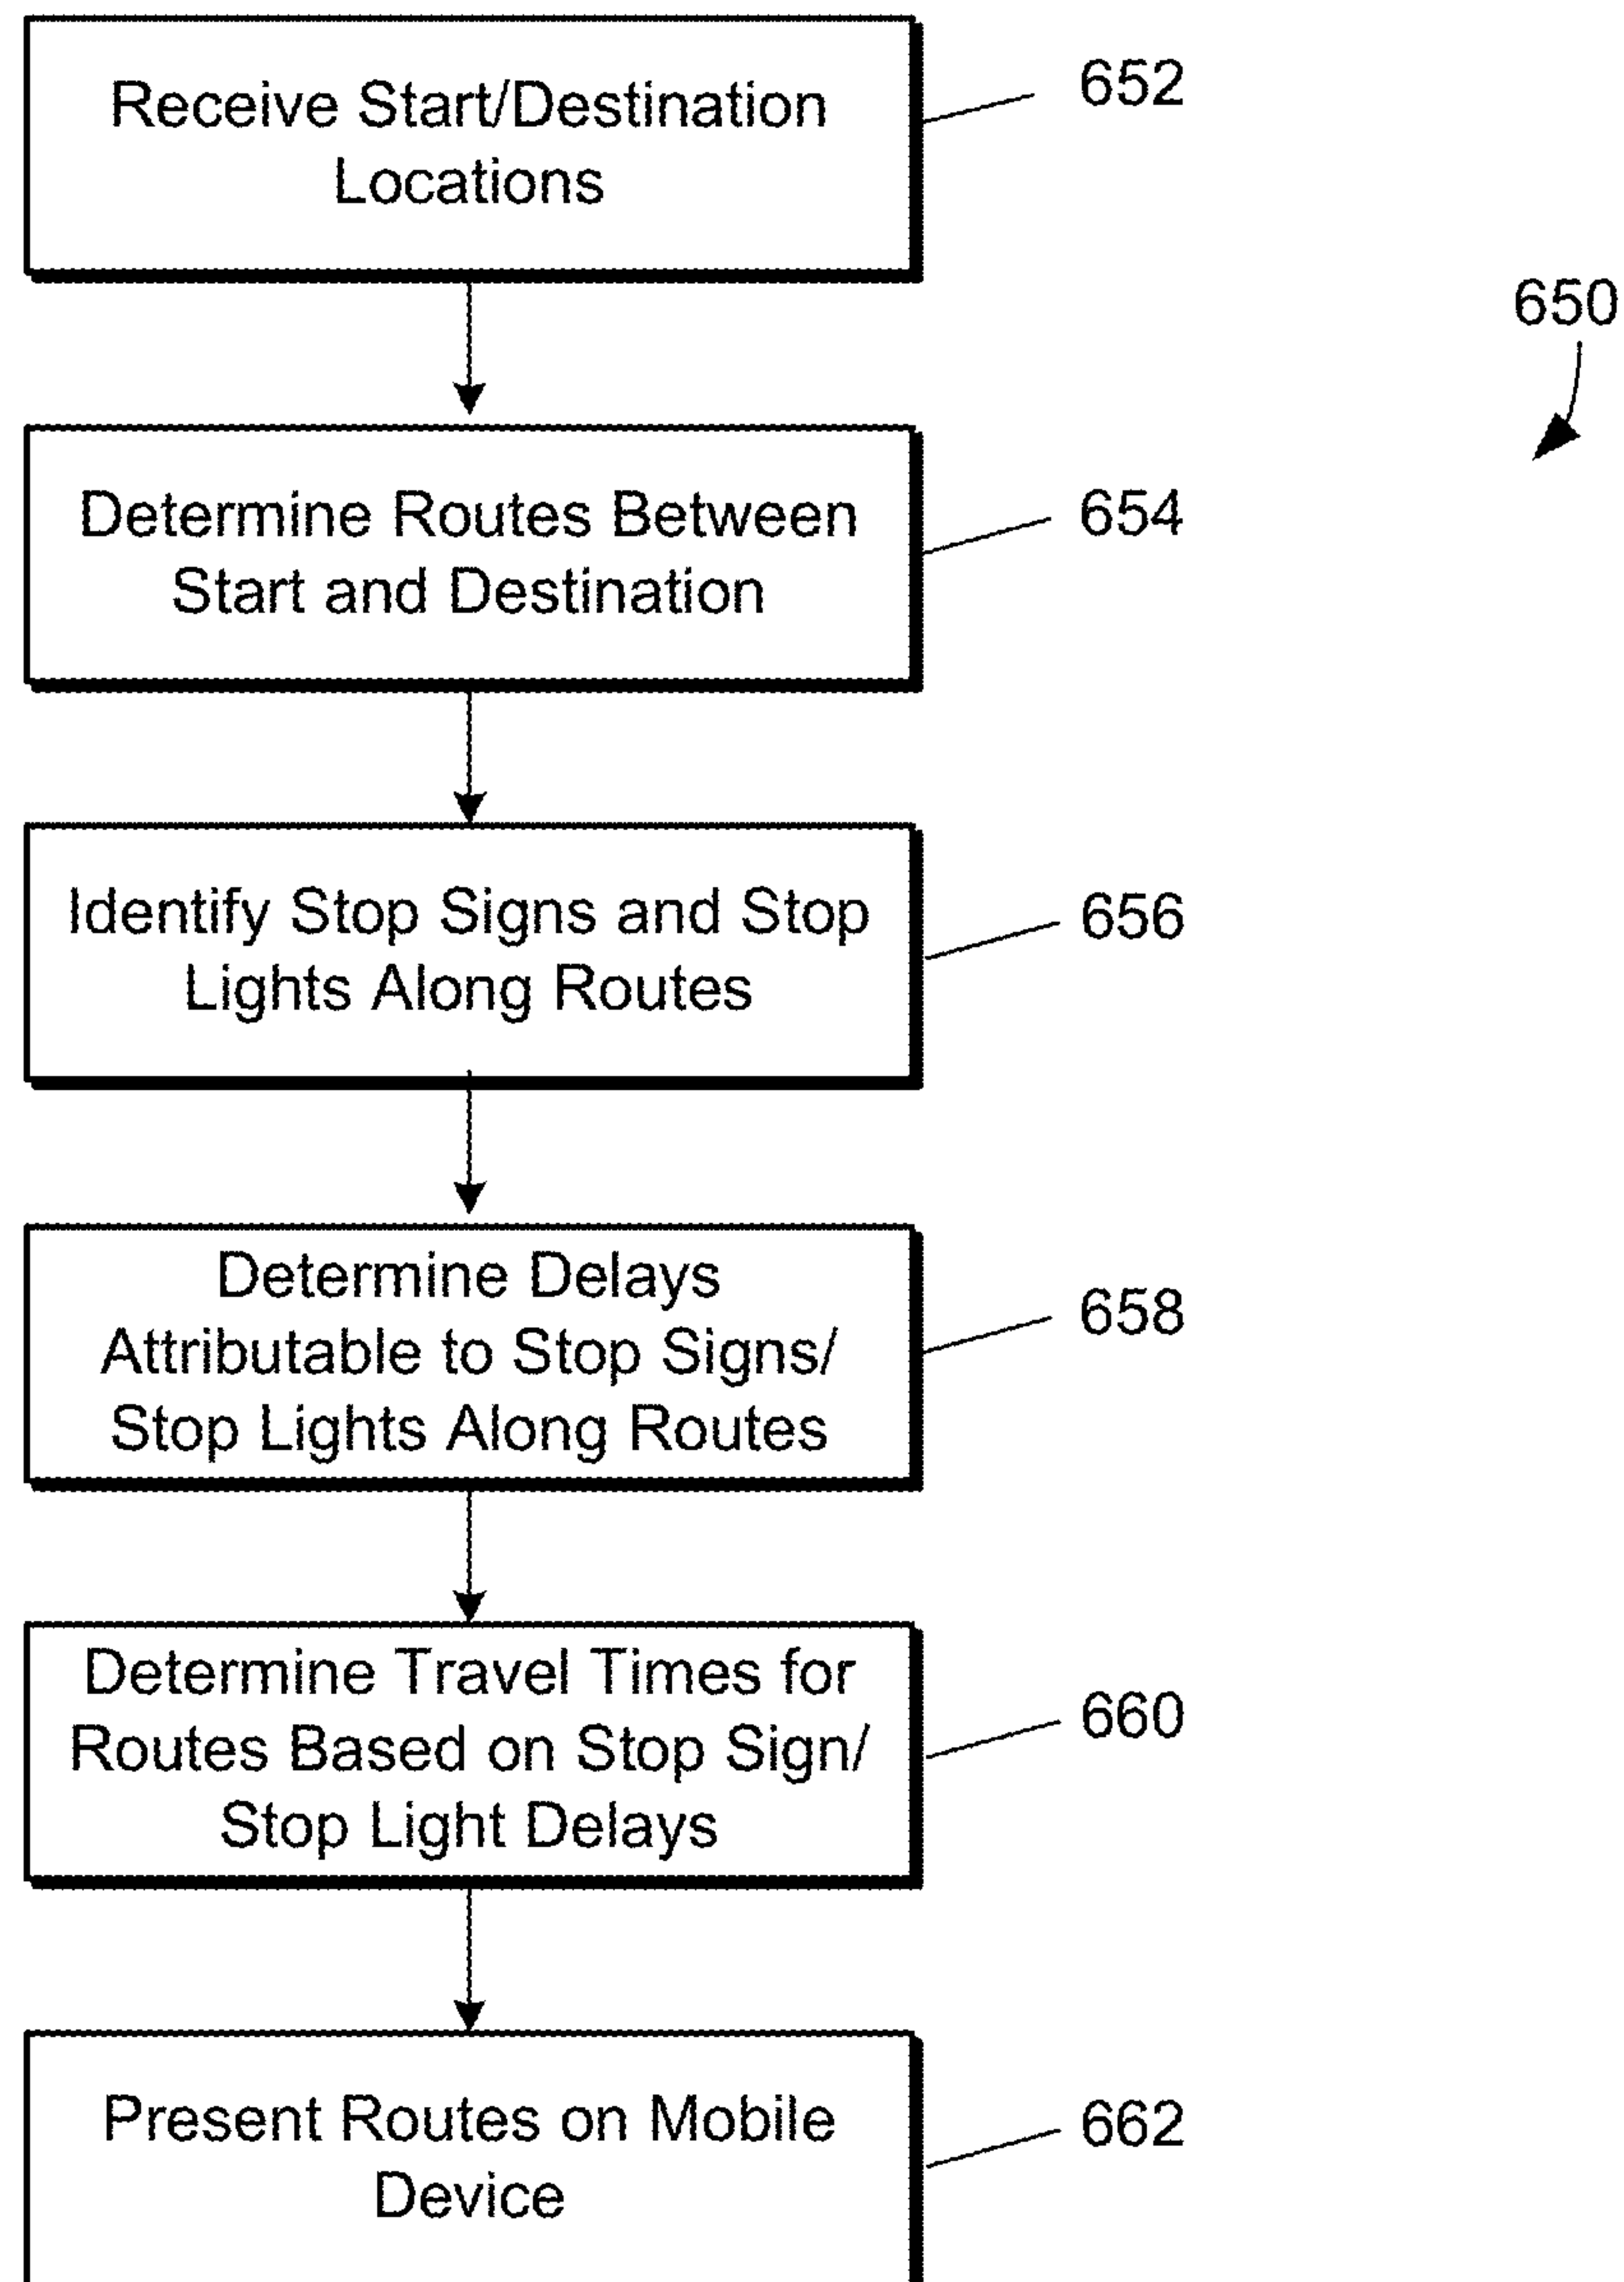 Receive Start/Destination
Locations
652
650
Determine Routes Between
Start and Destination
654
Identify Stop Signs and Stop
Lights Along Routes
656
Determine Delays
Attributable to Stop Signs/
Stop Lights Along Routes
658
Determine Travel Times for
Routes Based on Stop Sign/
Stop Light Delays
660
Present Routes on Mobile
Device
662